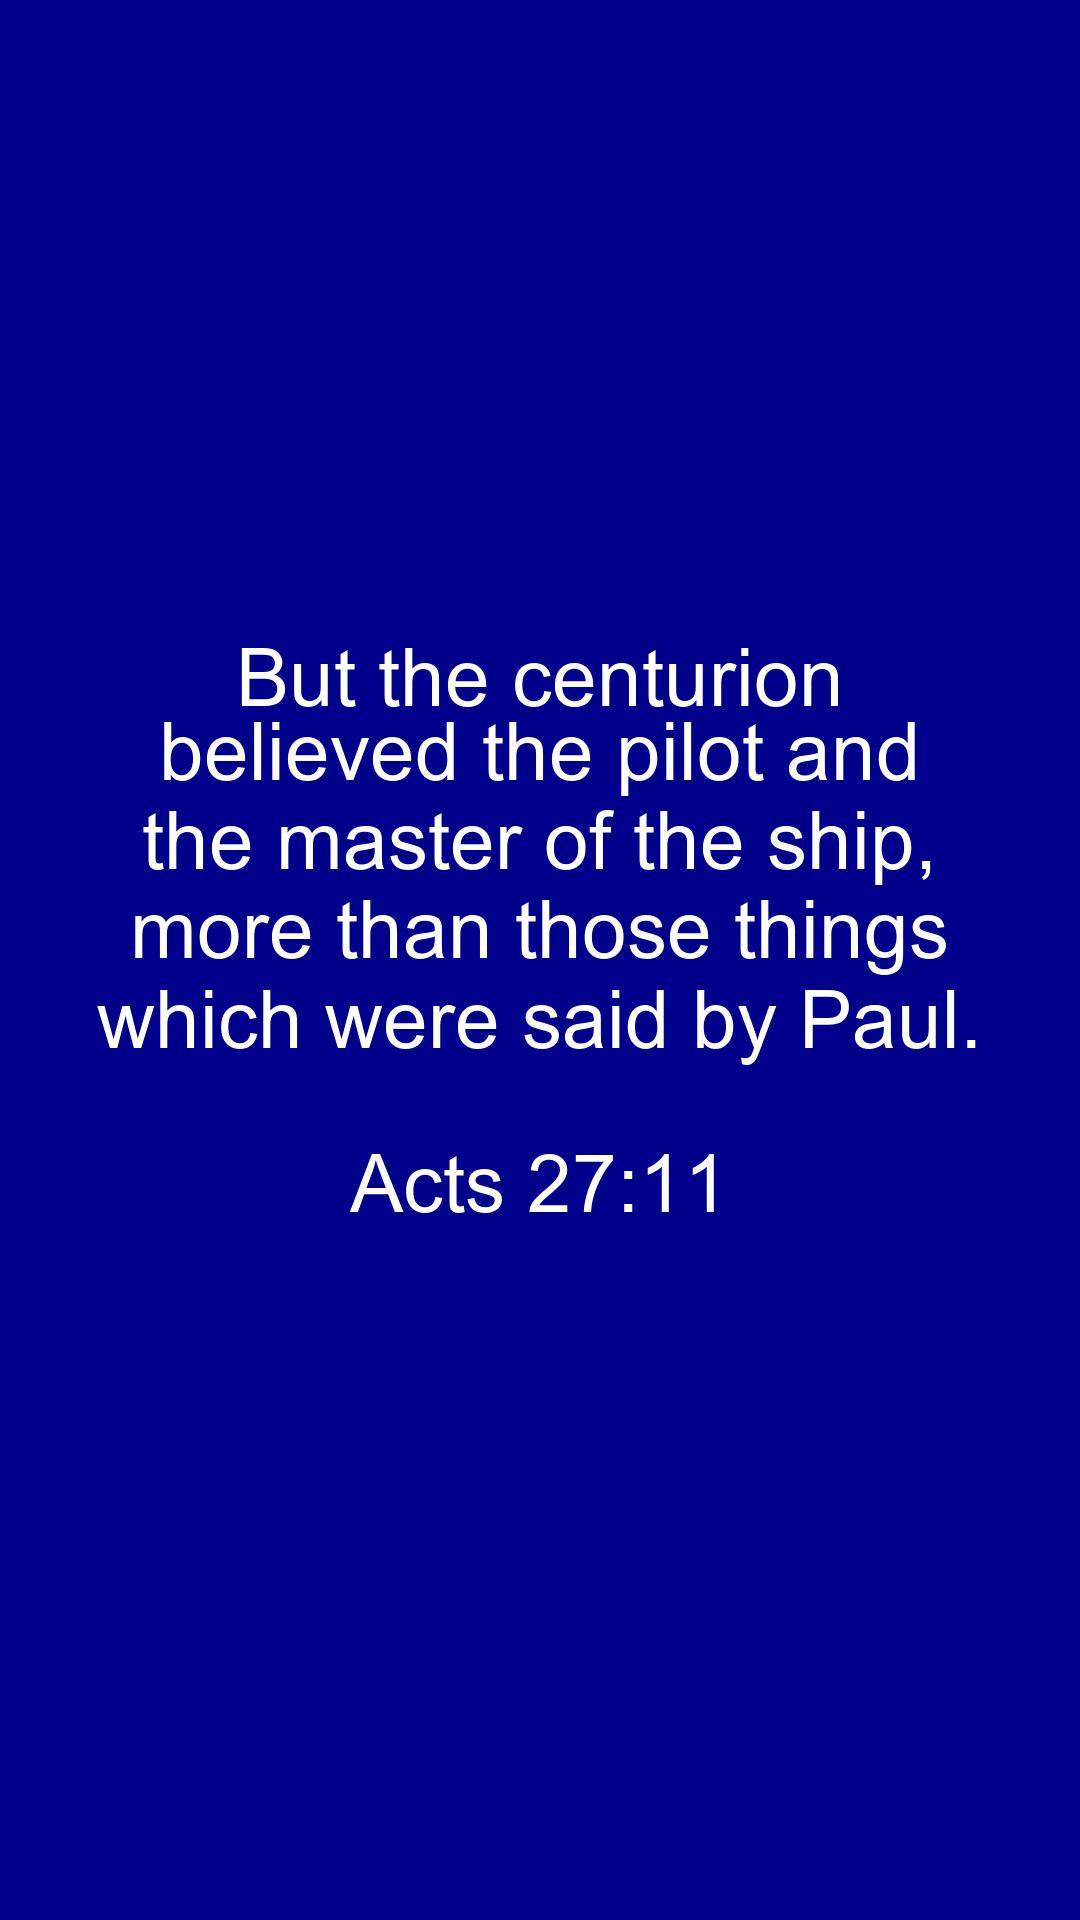 But the centurion
believed the pilot and
the master of the ship,
more than those things
which were said by Paul.
Acts 27:11